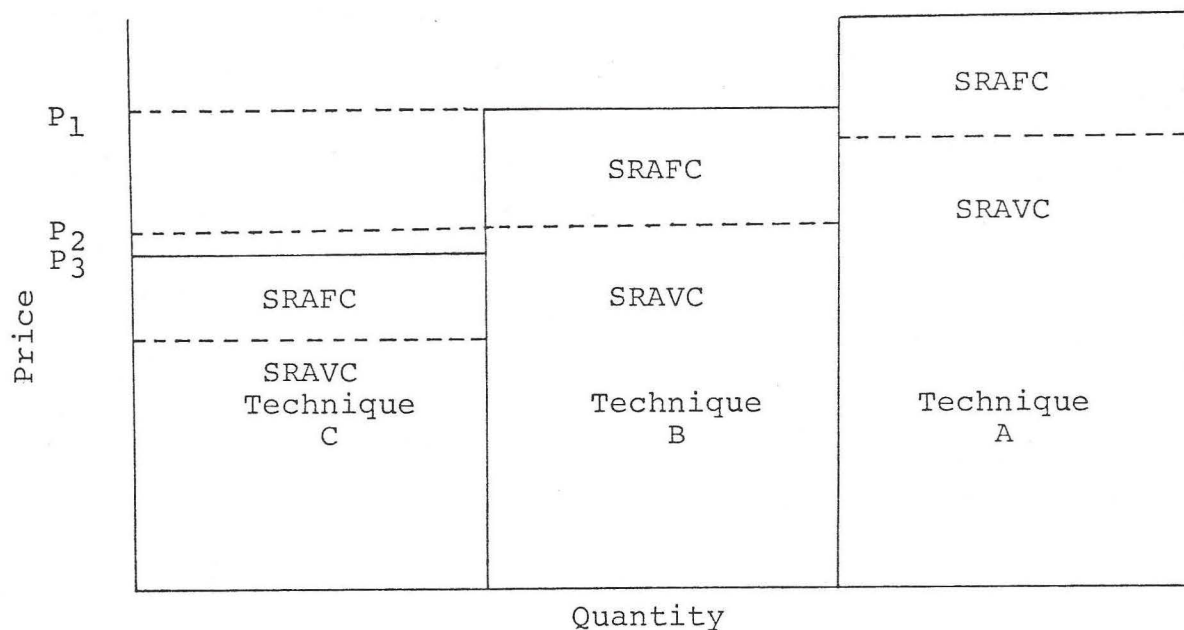 SRAFC
P1
SRAFC
SRAVC
P2
P3
SRAFC
SRAVC
Price
SRAVC
Technique
C
Technique
B
Technique
A
Quantity